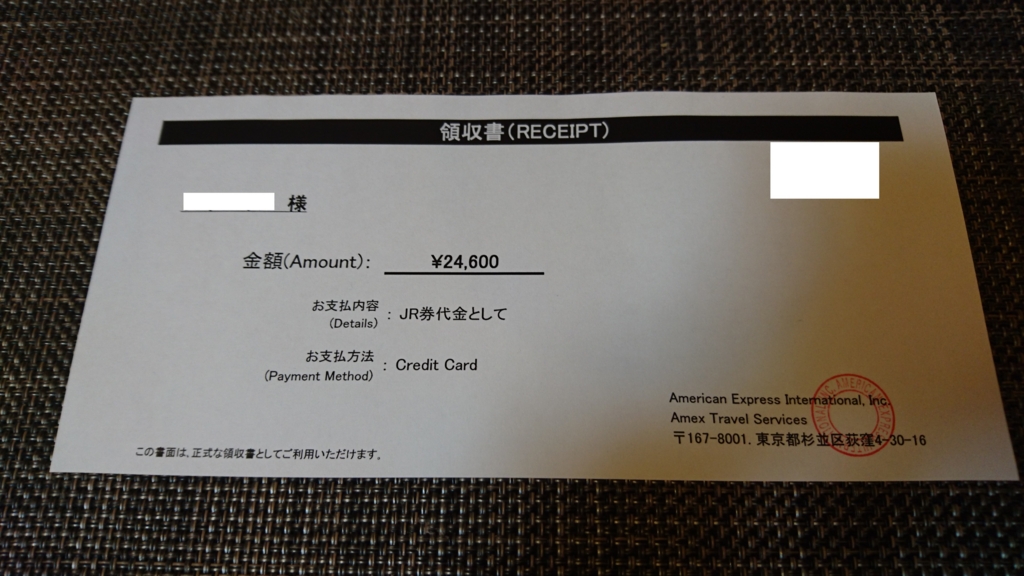 領収書(RECEIPT)
様
金額(Amount): ¥24,600
お支払内容
(Details)
: JR券代金として
お支払方法
(Payment Method)
: Credit Card
American Express International, Inc.
Amex Travel Services
〒167-8001. 東京都杉並区荻窪4-30-16
この書面は、正式な領収書としてご利用いただけます。